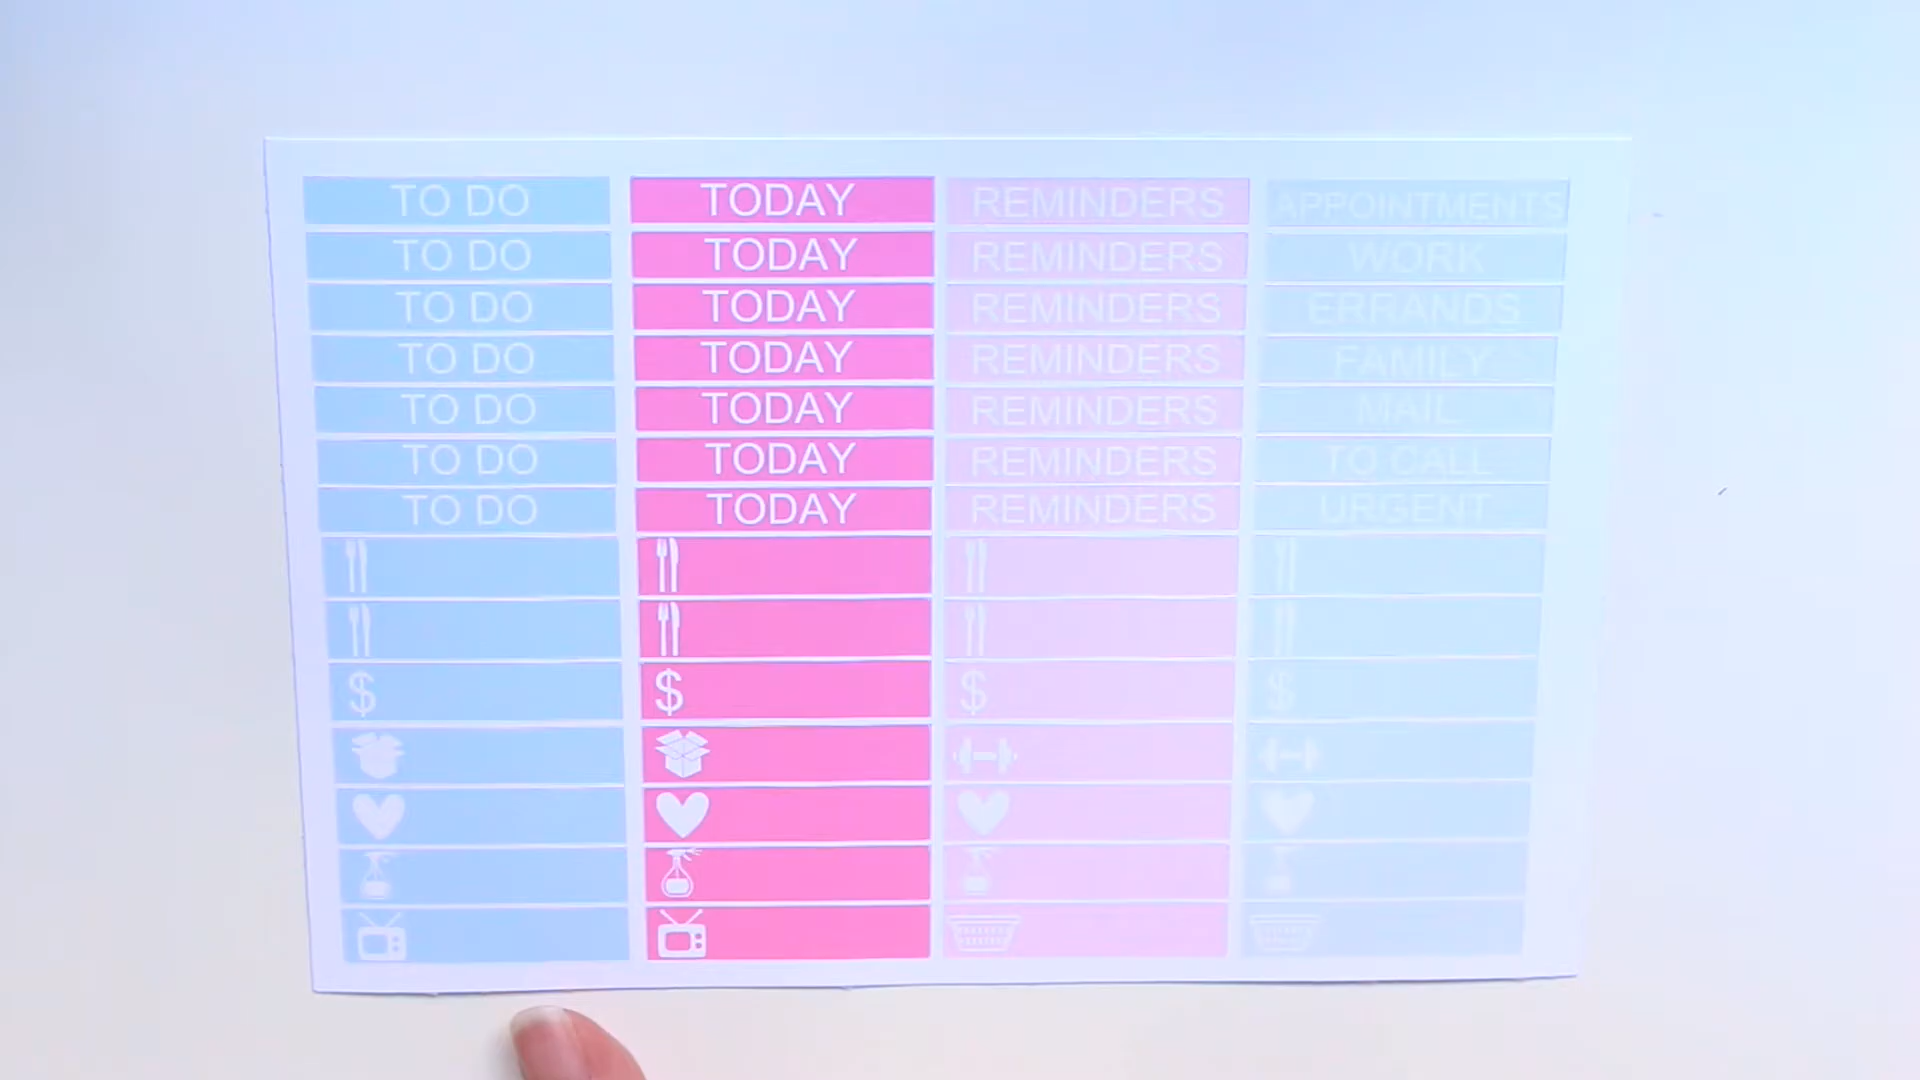 TO DO TODAY REMINDERS APPOINTMENTS
TO DO TODAY REMINDERS WORK
TO DO TODAY REMINDERS ERRANDS
TO DO TODAY REMINDERS FAMILY
TO DO TODAY REMINDERS MAIL
TO DO TODAY REMINDERS TO CALL
TO DO TODAY REMINDERS URGENT
$ $ $ $